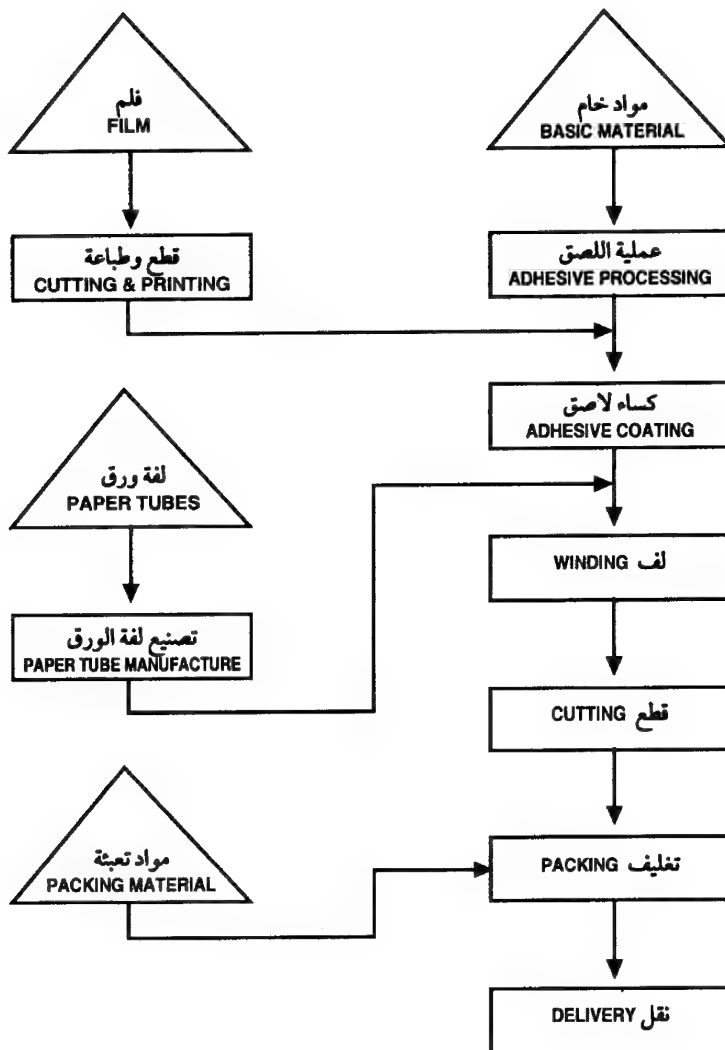 فلم
FILM
مواد خام
BASIC MATERIAL
قطع وطباعة
CUTTING & PRINTING
عملية اللصق
ADHESIVE PROCESSING
كساء لاصق
ADHESIVE COATING
لفة ورق
PAPER TUBES
WINDING لف
تصنيع لفة الورق
PAPER TUBE MANUFACTURE
CUTTING قطع
مواد تعبئة
PACKING MATERIAL
PACKING تغليف
DELIVERY نقل